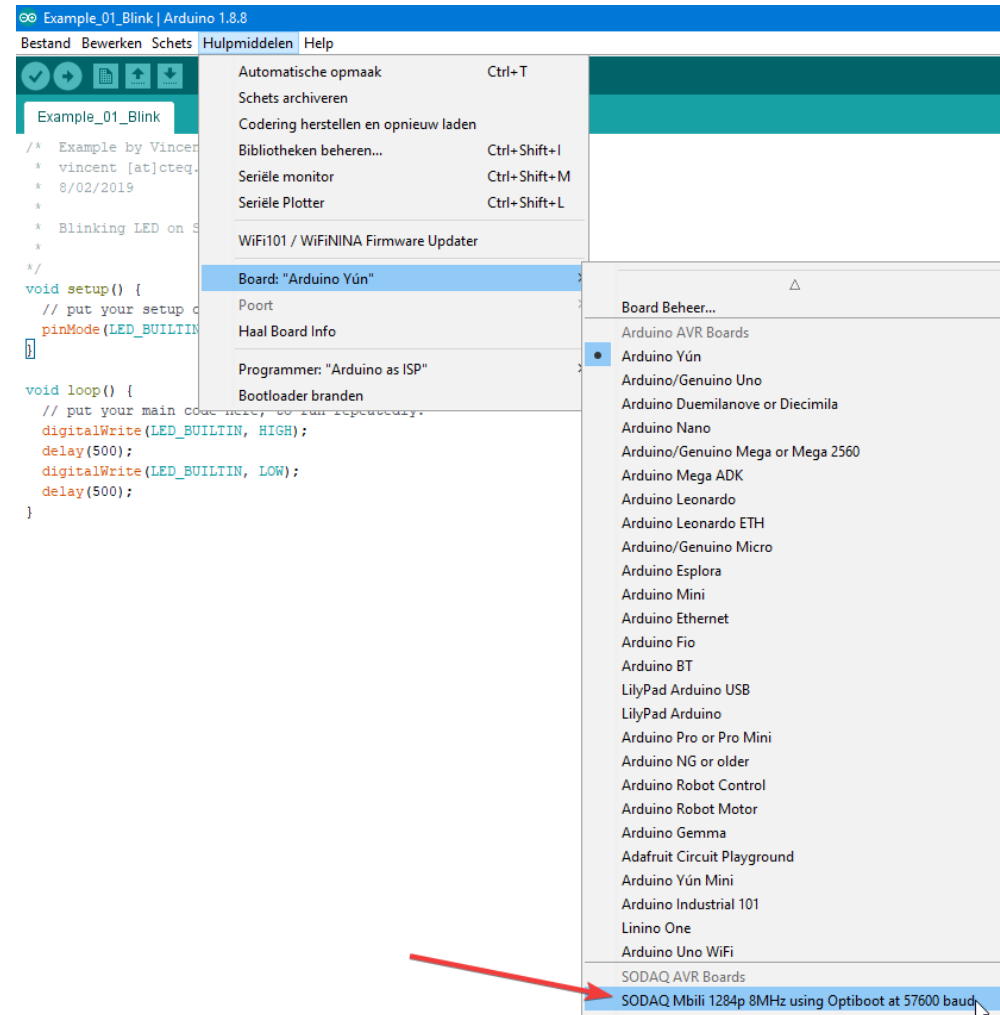 Example_01_Blink | Arduino 1.8.8
Bestand Bewerken Schets Hulpmiddelen Help
Automatische opmaak Ctrl+T
Schets archiveren
Codering herstellen en opnieuw laden
Bibliotheken beheren... Ctrl+Shift+I
Seriële monitor Ctrl+Shift+M
Seriële Plotter Ctrl+Shift+L
WiFi101 / WiFiNINA Firmware Updater
Board: "Arduino Yún"
Poort
Haal Board Info
Programmer: "Arduino as ISP"
Bootloader branden
Example_01_Blink
/* Example by Vincen
* vincent [at]cteq.
* 8/02/2019
*
* Blinking LED on S
*
*/
void setup() {
// put your setup c
pinMode(LED_BUILTIN
}
void loop() {
// put your main code here, to run repeatedly:
digitalWrite(LED_BUILTIN, HIGH);
delay(500);
digitalWrite(LED_BUILTIN, LOW);
delay(500);
}
Board Beheer...
Arduino AVR Boards
Arduino Yún
Arduino/Genuino Uno
Arduino Duemilanove or Diecimila
Arduino Nano
Arduino/Genuino Mega or Mega 2560
Arduino Mega ADK
Arduino Leonardo
Arduino Leonardo ETH
Arduino/Genuino Micro
Arduino Esplora
Arduino Mini
Arduino Ethernet
Arduino Fio
Arduino BT
LilyPad Arduino USB
LilyPad Arduino
Arduino Pro or Pro Mini
Arduino NG or older
Arduino Robot Control
Arduino Robot Motor
Arduino Gemma
Adafruit Circuit Playground
Arduino Yún Mini
Arduino Industrial 101
Linino One
Arduino Uno WiFi
SODAQ AVR Boards
SODAQ Mbili 1284p 8MHz using Optiboot at 57600 baud